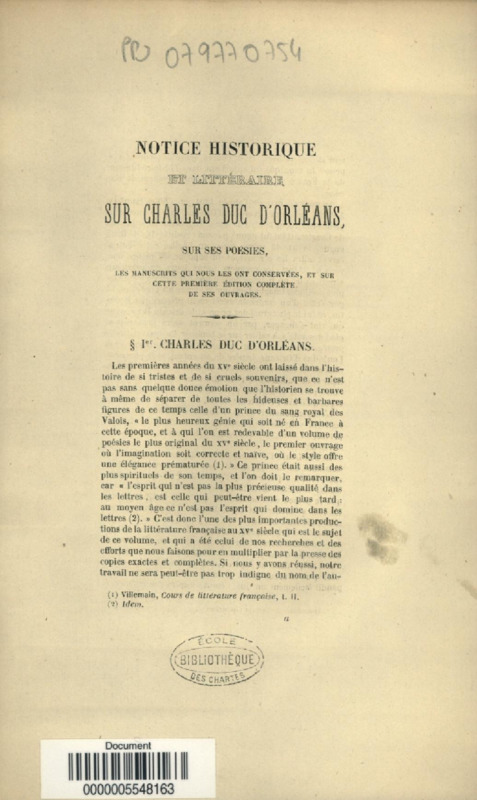 PB 079770754
NOTICE HISTORIQUE
ET LITTÉRAIRE
SUR CHARLES DUC D'ORLÉANS,
SUR SES POESIES,
LES MANUSCRITS QUI NOUS LES ONT CONSERVÉES, ET SUR
CETTE PREMIÈRE ÉDITION COMPLÈTE
DE SES OUVRAGES.
§ Ier. CHARLES DUC D'ORLÉANS.
Les premières années du XVe siècle ont laissé dans l'his-
toire de si tristes et de si cruels souvenirs, que ce n'est
pas sans quelque douce émotion que l'historien se trouve
à même de séparer de toutes les hideuses et barbares
figures de ce temps celle d'un prince du sang royal des
Valois, « le plus heureux génie qui soit né en France à
cette époque, et à qui l'on est redevable d'un volume de
poésies le plus original du XVe siècle, le premier ouvrage
où l'imagination soit correcte et naïve, où le style offre
une élégance prématurée (1). » Ce prince était aussi des
plus spirituels de son temps, et l'on doit le remarquer,
car « l'esprit qui n'est pas la plus précieuse qualité dans
les lettres, est celle qui peut-être vient le plus tard;
au moyen âge ce n'est pas l'esprit qui domine dans les
lettres (2). » C'est donc l'une des plus importantes produc-
tions de la littérature française au XVe siècle qui est le sujet
de ce volume, et qui a été celui de nos recherches et des
efforts que nous faisons pour en multiplier par la presse des
copies exactes et complètes. Si nous y avons réussi, notre
travail ne sera peut-être pas trop indigne du nom de l'au-
(1) Villemain, Cours de littérature française, t. II.
(2) Idem.
a
ÉCOLE
BIBLIOTHÈQUE
DES CHARTES
Document
0000005548163